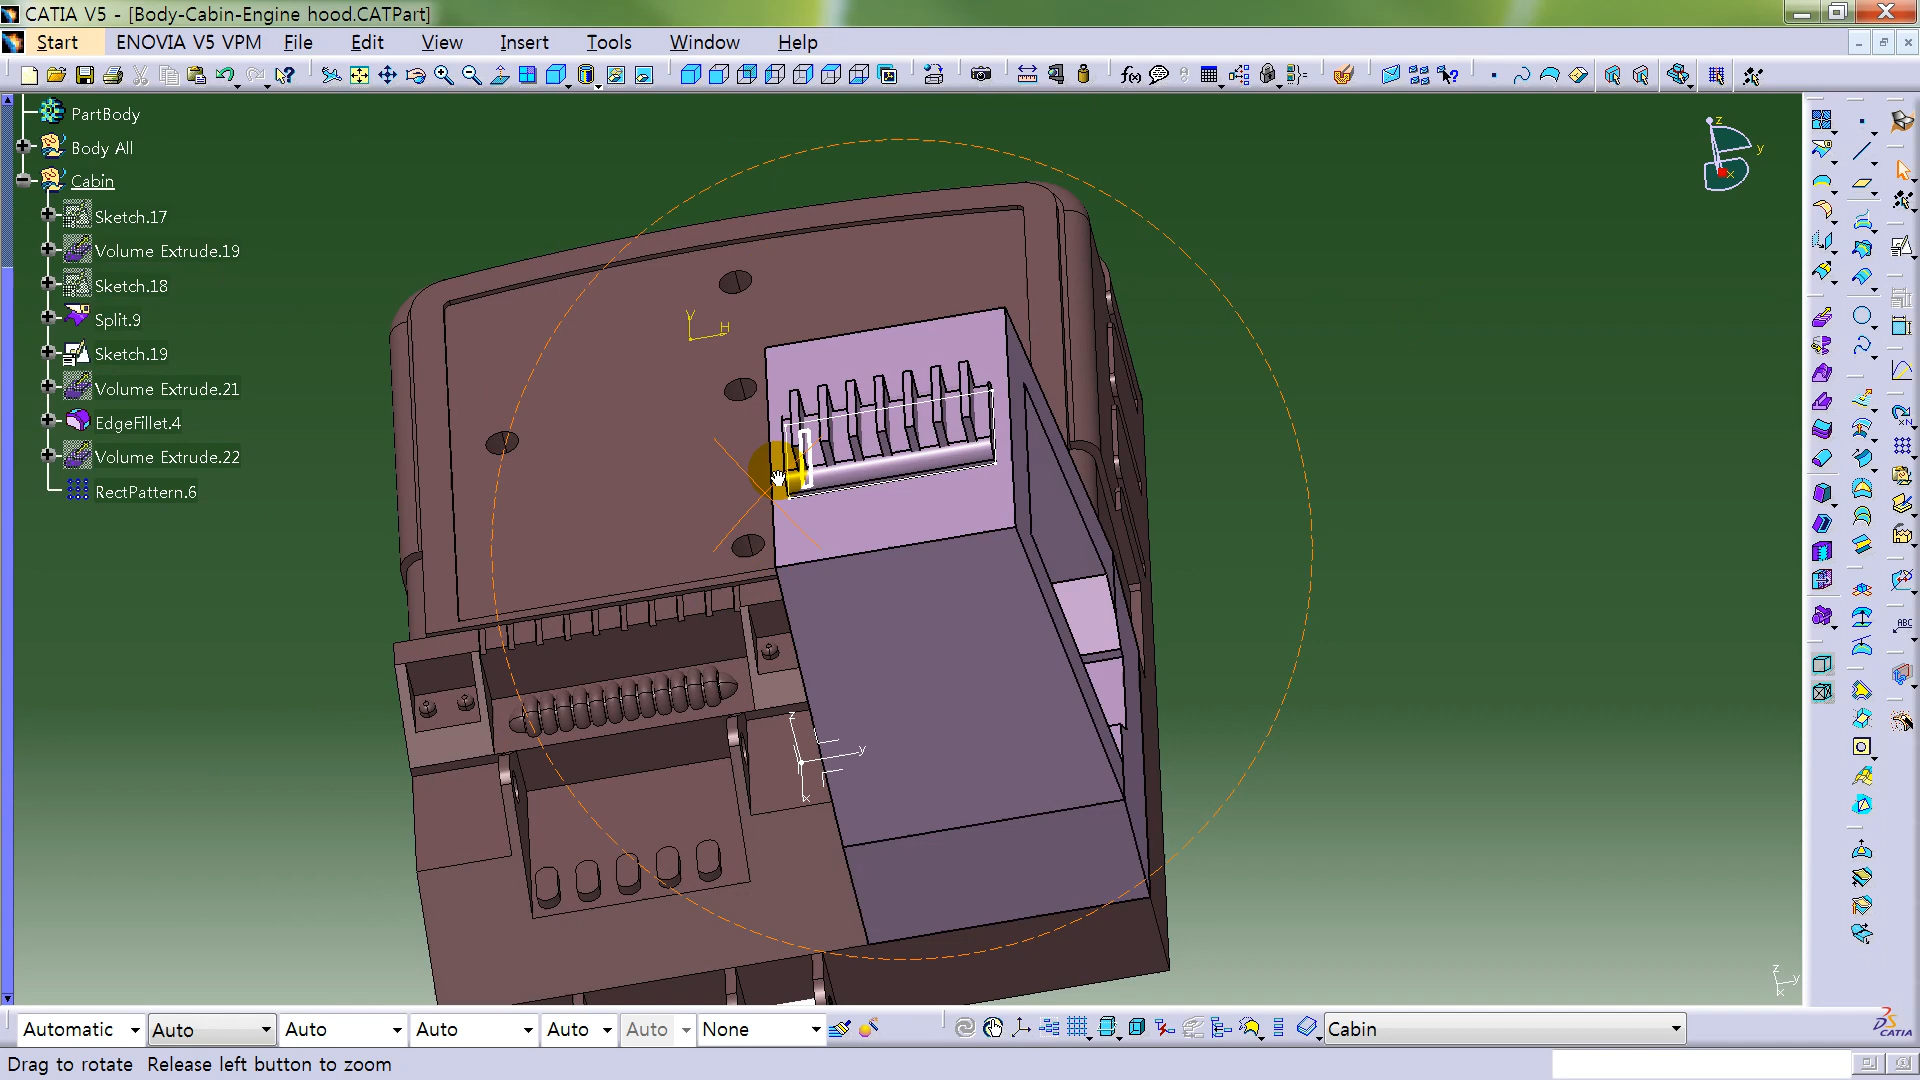 CATIA V5 - [Body-Cabin-Engine hood.CATPart]
Start ENOVIA V5 VPM File Edit View Insert Tools Window Help
PartBody
Body All
Cabin
Sketch.17
Volume Extrude.19
Sketch.18
Split.9
Sketch.19
Volume Extrude.21
EdgeFillet.4
Volume Extrude.22
RectPattern.6
z
y
x
V
H
z
y
x
z
y
x
ABC
Automatic Auto Auto Auto Auto Auto None Cabin
CATIA
Drag to rotate Release left button to zoom